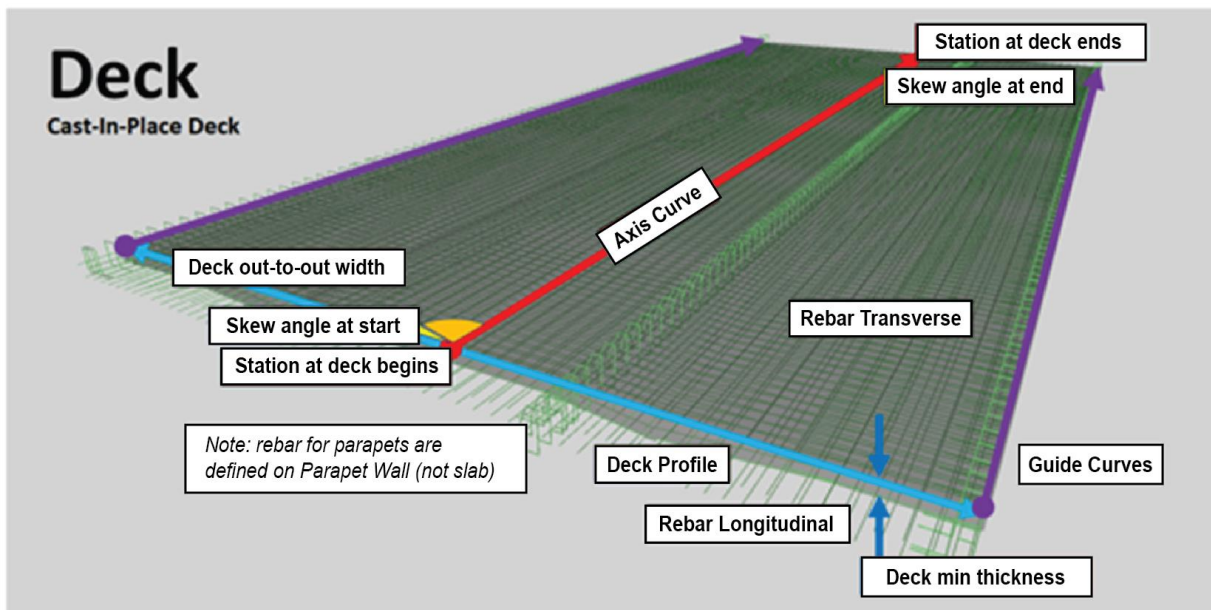 Deck
Cast-In-Place Deck
Station at deck ends
Skew angle at end
Axis Curve
Deck out-to-out width
Skew angle at start
Station at deck begins
Rebar Transverse
Note: rebar for parapets are
defined on Parapet Wall (not slab)
Deck Profile
Guide Curves
Rebar Longitudinal
Deck min thickness